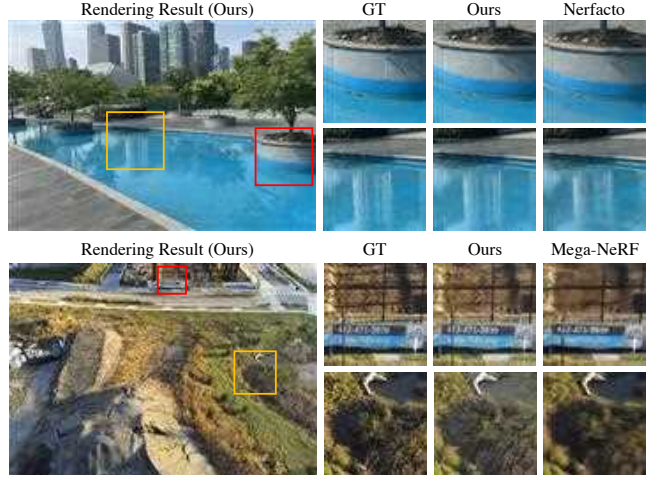 Rendering Result (Ours) GT Ours Nerfacto
Rendering Result (Ours) GT Ours Mega-NeRF